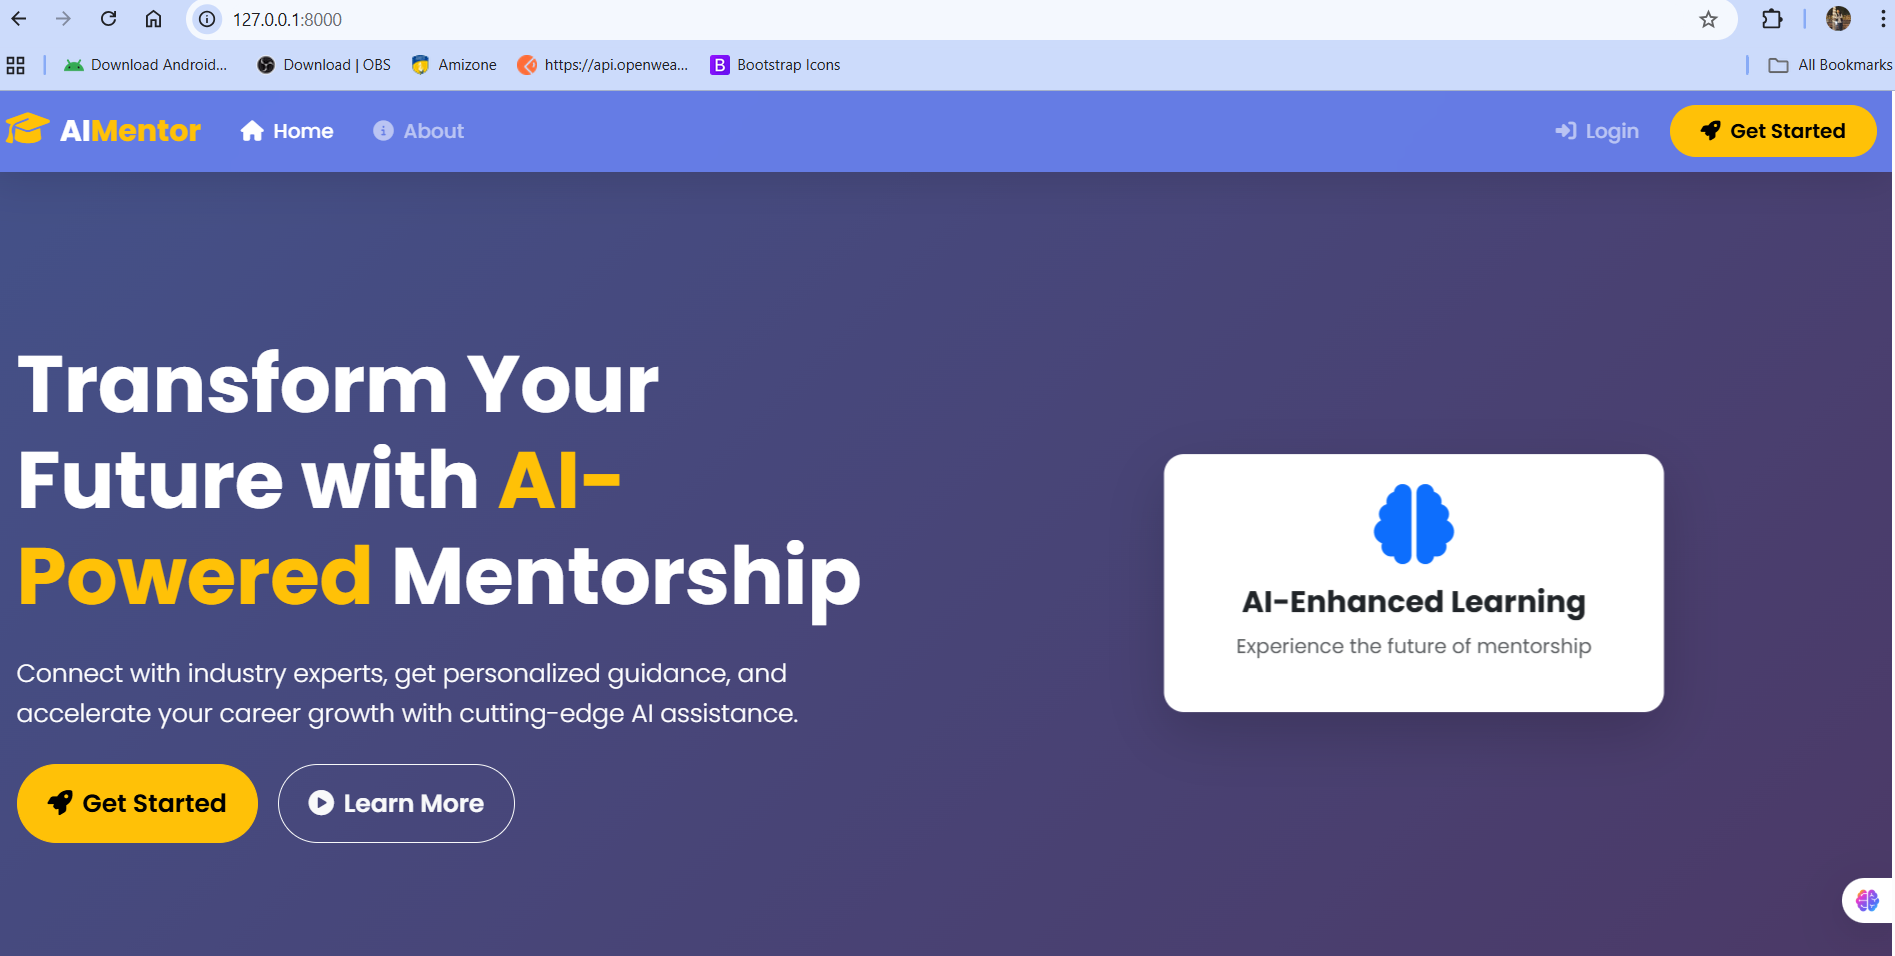 127.0.0.1:8000
Download Android...
Download | OBS
Amizone
https://api.openwea...
B
Bootstrap Icons
All Bookmarks
AIMentor
Home
About
Login
Get Started
Transform Your
Future with AI-
Powered Mentorship
Connect with industry experts, get personalized guidance, and
accelerate your career growth with cutting-edge AI assistance.
Get Started
Learn More
AI-Enhanced Learning
Experience the future of mentorship